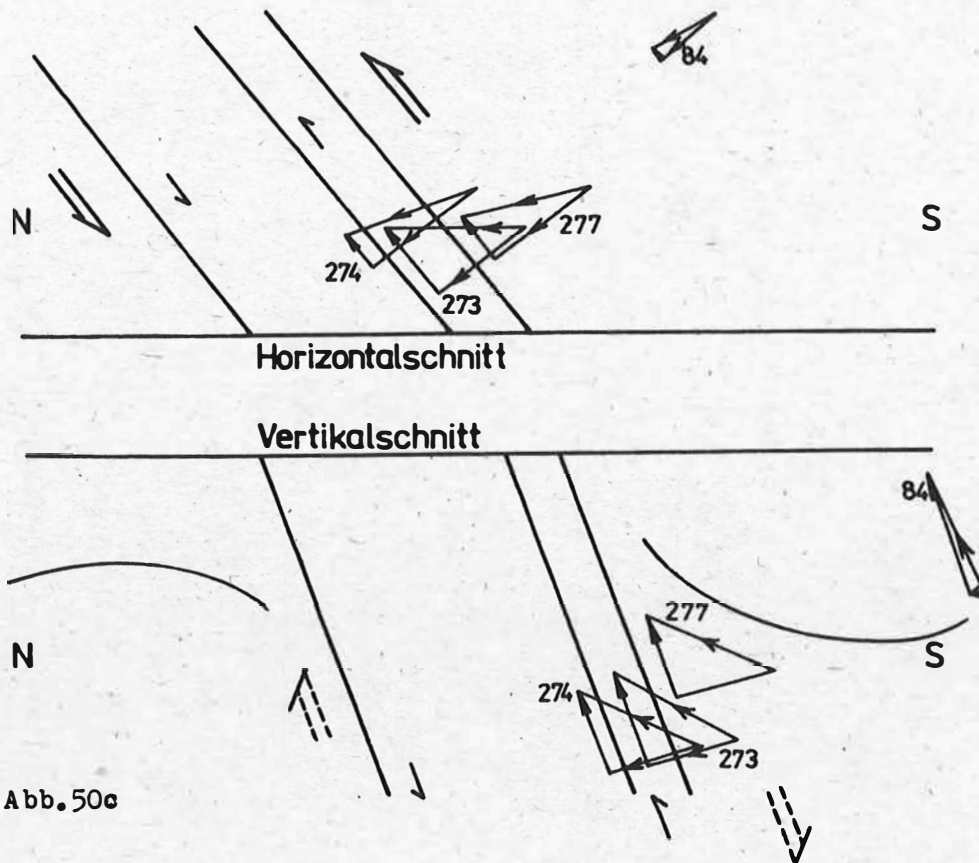 84
N
S
277
274
273
Horizontalschnitt
Vertikalschnitt
84
277
N
S
274
273
Abb.50c